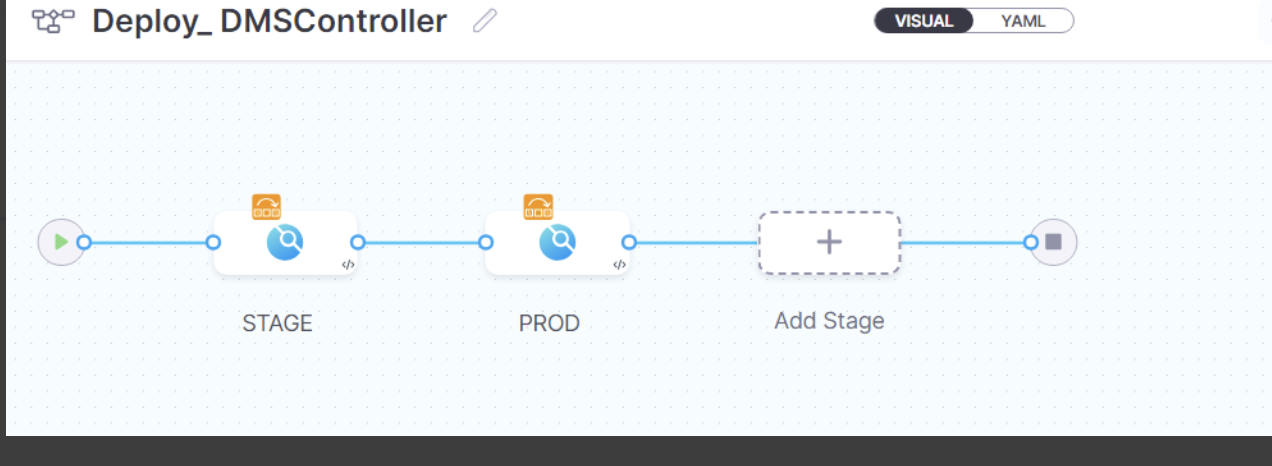 Deploy_ DMSController
VISUAL YAML
</>
</>
STAGE
PROD
Add Stage